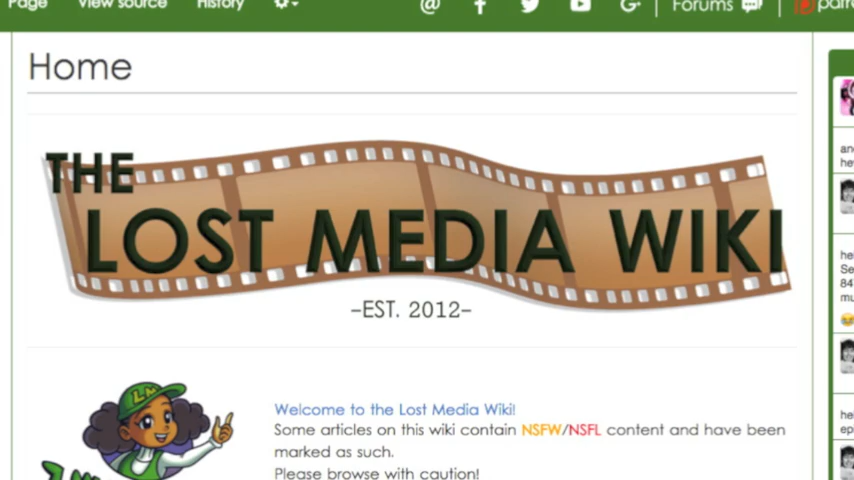 Page View source History Forums
Home
THE
LOST MEDIA WIKI
-EST. 2012-
LM
Welcome to the Lost Media Wiki!
Some articles on this wiki contain NSFW/NSFL content and have been
marked as such.
Please browse with caution!